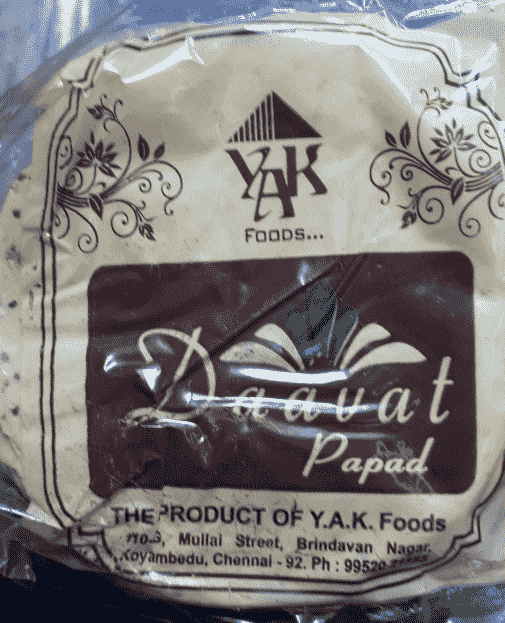 YAK
FOODS...
Daavat
Papad
THE PRODUCT OF Y.A.K. Foods
Mullai Street, Brindavan Nagar,
Koyambedu, Chennai - 92. Ph :